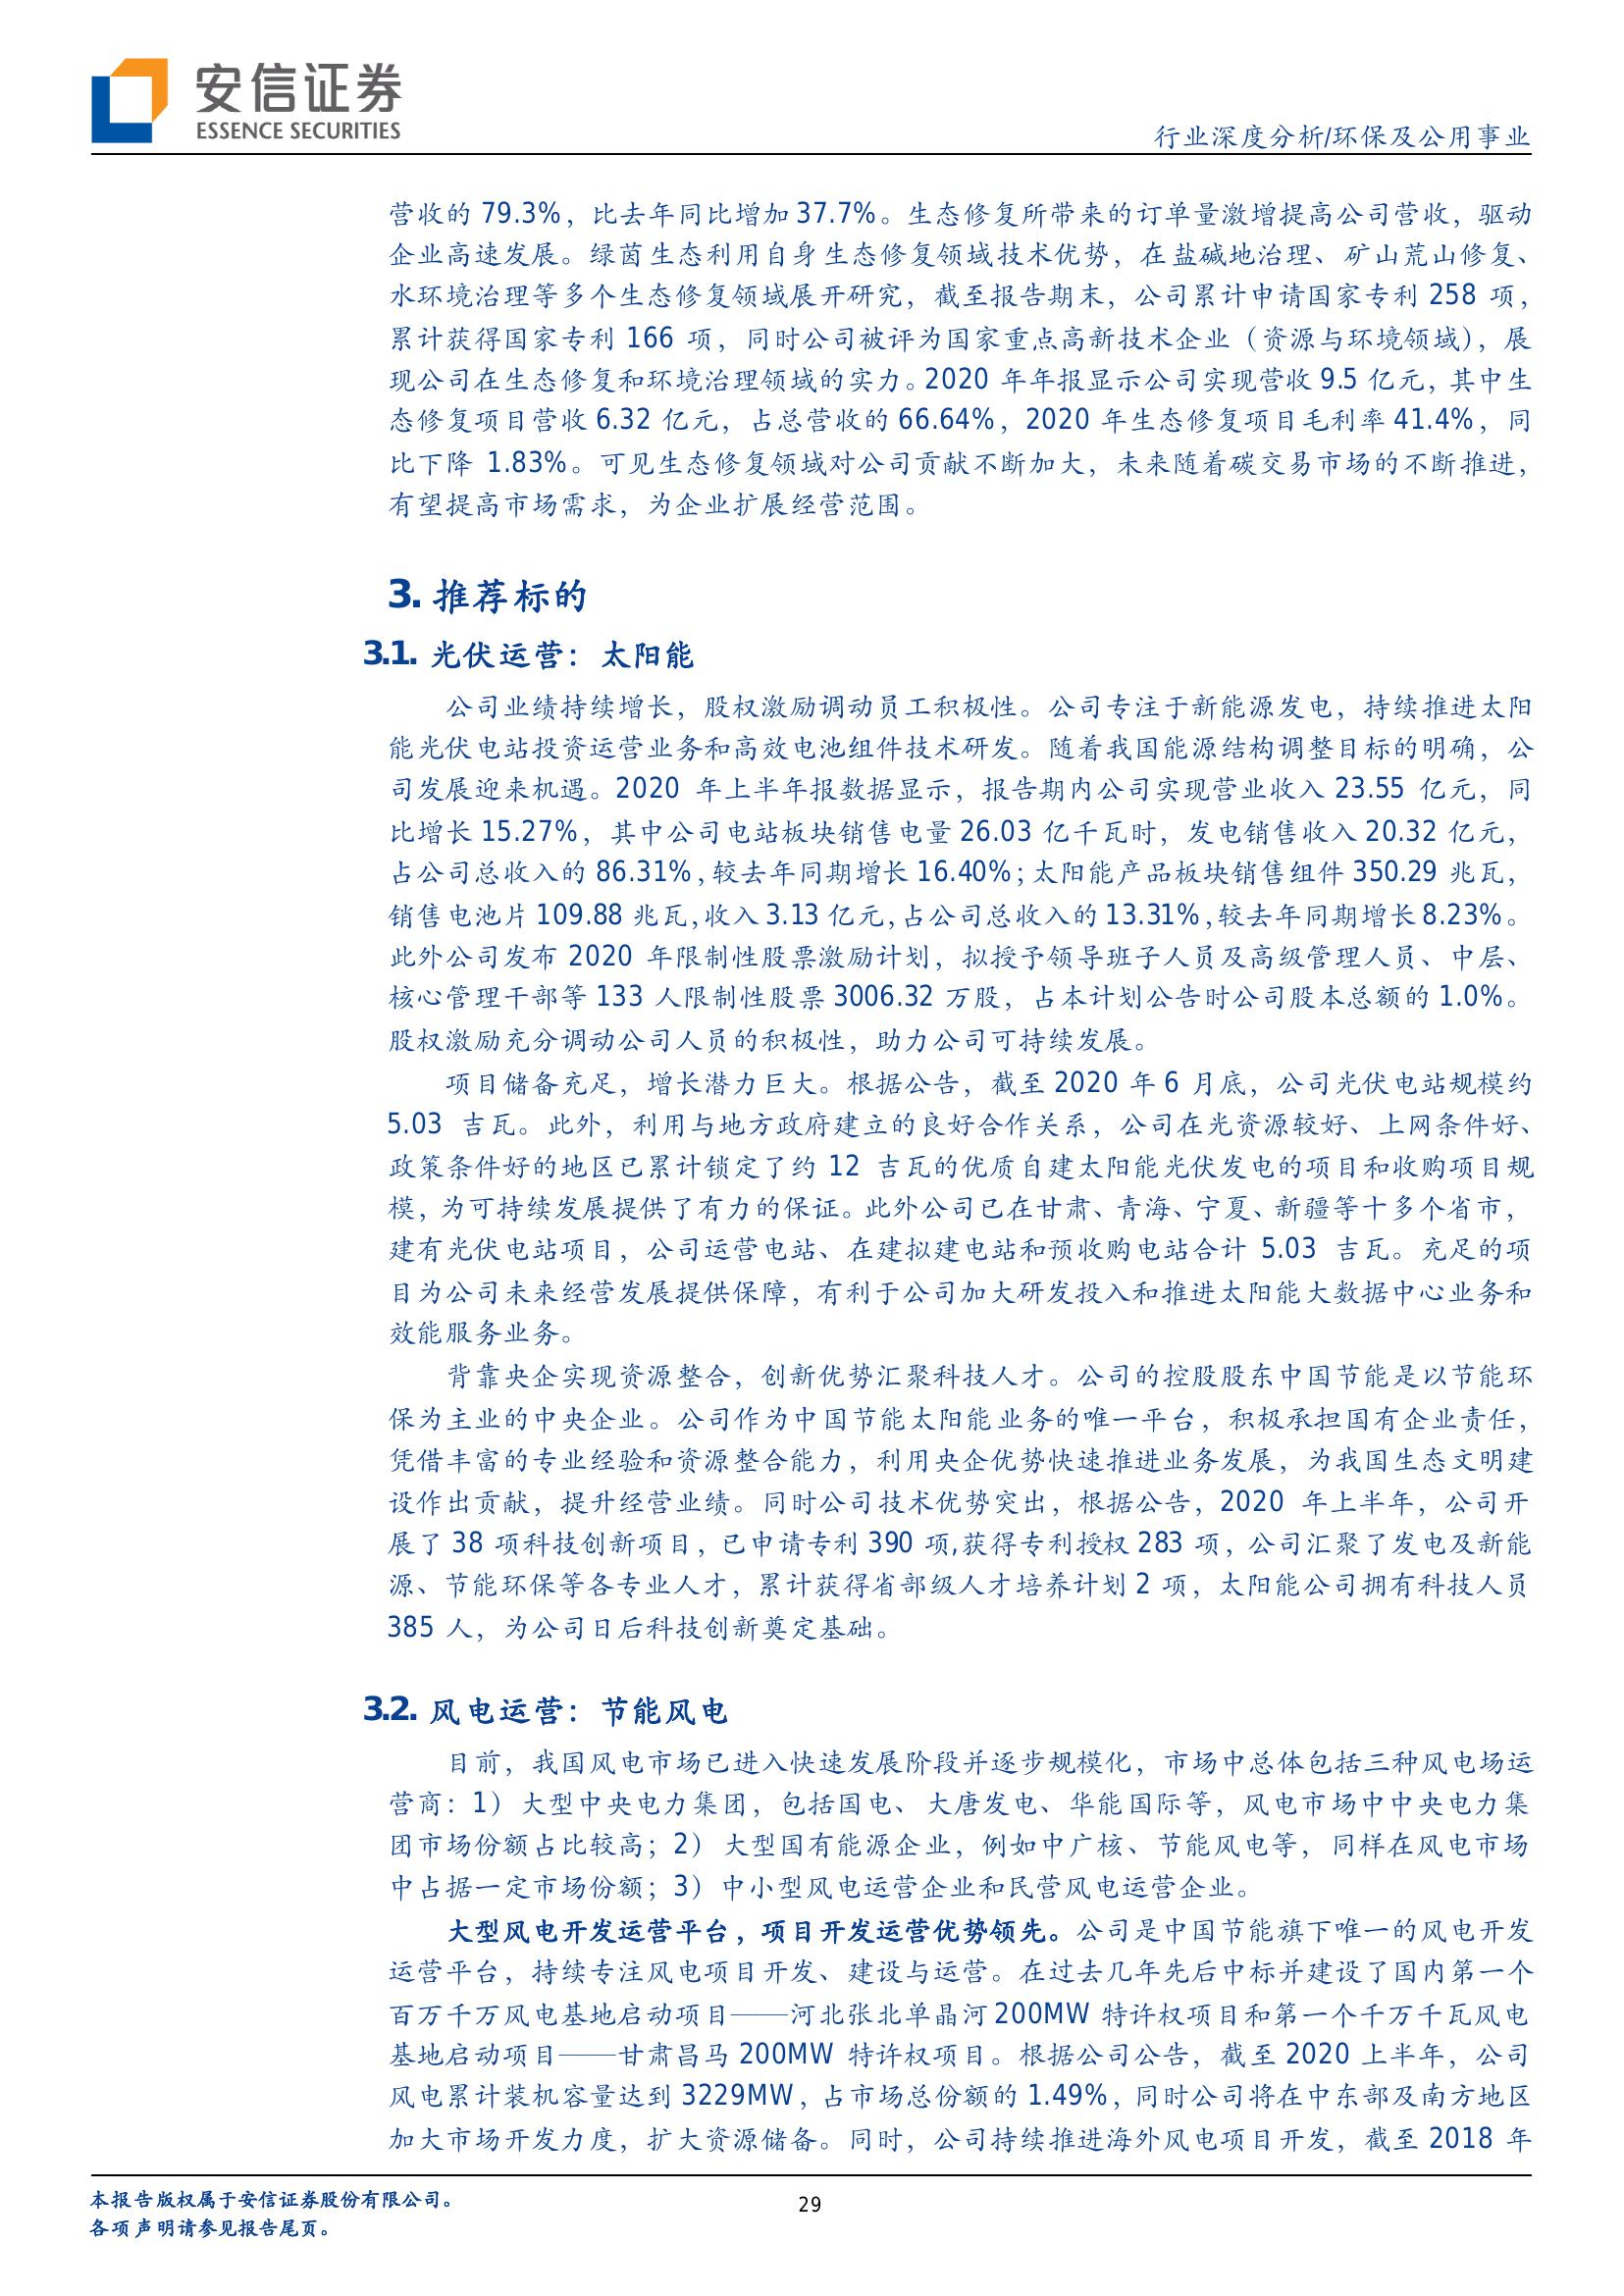 安信证券
ESSENCE SECURITIES
行业深度分析/环保及公用事业
营收的 79.3%，比去年同比增加 37.7%。生态修复所带来的订单量激增提高公司营收，驱动
企业高速发展。绿茵生态利用自身生态修复领域技术优势，在盐碱地治理、矿山荒山修复、
水环境治理等多个生态修复领域展开研究，截至报告期末，公司累计申请国家专利 258 项，
累计获得国家专利 166 项，同时公司被评为国家重点高新技术企业（资源与环境领域），展
现公司在生态修复和环境治理领域的实力。2020 年年报显示公司实现营收 9.5 亿元，其中生
态修复项目营收 6.32 亿元，占总营收的 66.64%，2020 年生态修复项目毛利率 41.4%，同
比下降 1.83%。可见生态修复领域对公司贡献不断加大，未来随着碳交易市场的不断推进，
有望提高市场需求，为企业扩展经营范围。
3. 推荐标的
3.1. 光伏运营：太阳能
公司业绩持续增长，股权激励调动员工积极性。公司专注于新能源发电，持续推进太阳
能光伏电站投资运营业务和高效电池组件技术研发。随着我国能源结构调整目标的明确，公
司发展迎来机遇。2020 年上半年报数据显示，报告期内公司实现营业收入 23.55 亿元，同
比增长 15.27%，其中公司电站板块销售电量 26.03 亿千瓦时，发电销售收入 20.32 亿元，
占公司总收入的 86.31%，较去年同期增长 16.40%；太阳能产品板块销售组件 350.29 兆瓦，
销售电池片 109.88 兆瓦，收入 3.13 亿元，占公司总收入的 13.31%，较去年同期增长 8.23%。
此外公司发布 2020 年限制性股票激励计划，拟授予领导班子人员及高级管理人员、中层、
核心管理干部等 133 人限制性股票 3006.32 万股，占本计划公告时公司股本总额的 1.0%。
股权激励充分调动公司人员的积极性，助力公司可持续发展。
项目储备充足，增长潜力巨大。根据公告，截至 2020 年 6 月底，公司光伏电站规模约
5.03 吉瓦。此外，利用与地方政府建立的良好合作关系，公司在光资源较好、上网条件好、
政策条件好的地区已累计锁定了约 12 吉瓦的优质自建太阳能光伏发电的项目和收购项目规
模，为可持续发展提供了有力的保证。此外公司已在甘肃、青海、宁夏、新疆等十多个省市，
建有光伏电站项目，公司运营电站、在建拟建电站和预收购电站合计 5.03 吉瓦。充足的项
目为公司未来经营发展提供保障，有利于公司加大研发投入和推进太阳能大数据中心业务和
效能服务业务。
背靠央企实现资源整合，创新优势汇聚科技人才。公司的控股股东中国节能是以节能环
保为主业的中央企业。公司作为中国节能太阳能业务的唯一平台，积极承担国有企业责任，
凭借丰富的专业经验和资源整合能力，利用央企优势快速推进业务发展，为我国生态文明建
设作出贡献，提升经营业绩。同时公司技术优势突出，根据公告，2020 年上半年，公司开
展了 38 项科技创新项目，已申请专利 390 项,获得专利授权 283 项，公司汇聚了发电及新能
源、节能环保等各专业人才，累计获得省部级人才培养计划 2 项，太阳能公司拥有科技人员
385 人，为公司日后科技创新奠定基础。
3.2. 风电运营：节能风电
目前，我国风电市场已进入快速发展阶段并逐步规模化，市场中总体包括三种风电场运
营商：1）大型中央电力集团，包括国电、大唐发电、华能国际等，风电市场中中央电力集
团市场份额占比较高；2）大型国有能源企业，例如中广核、节能风电等，同样在风电市场
中占据一定市场份额；3）中小型风电运营企业和民营风电运营企业。
大型风电开发运营平台，项目开发运营优势领先。公司是中国节能旗下唯一的风电开发
运营平台，持续专注风电项目开发、建设与运营。在过去几年先后中标并建设了国内第一个
百万千万风电基地启动项目——河北张北单晶河 200MW 特许权项目和第一个千万千瓦风电
基地启动项目——甘肃昌马 200MW 特许权项目。根据公司公告，截至 2020 上半年，公司
风电累计装机容量达到 3229MW，占市场总份额的 1.49%，同时公司将在中东部及南方地区
加大市场开发力度，扩大资源储备。同时，公司持续推进海外风电项目开发，截至 2018 年
本报告版权属于安信证券股份有限公司。
29
各项声明请参见报告尾页。